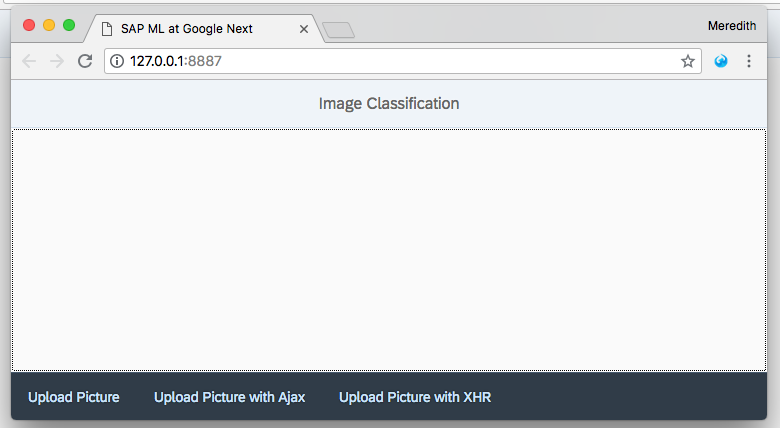 SAP ML at Google Next
Meredith
127.0.0.1:8887
Image Classification
Upload Picture Upload Picture with Ajax Upload Picture with XHR